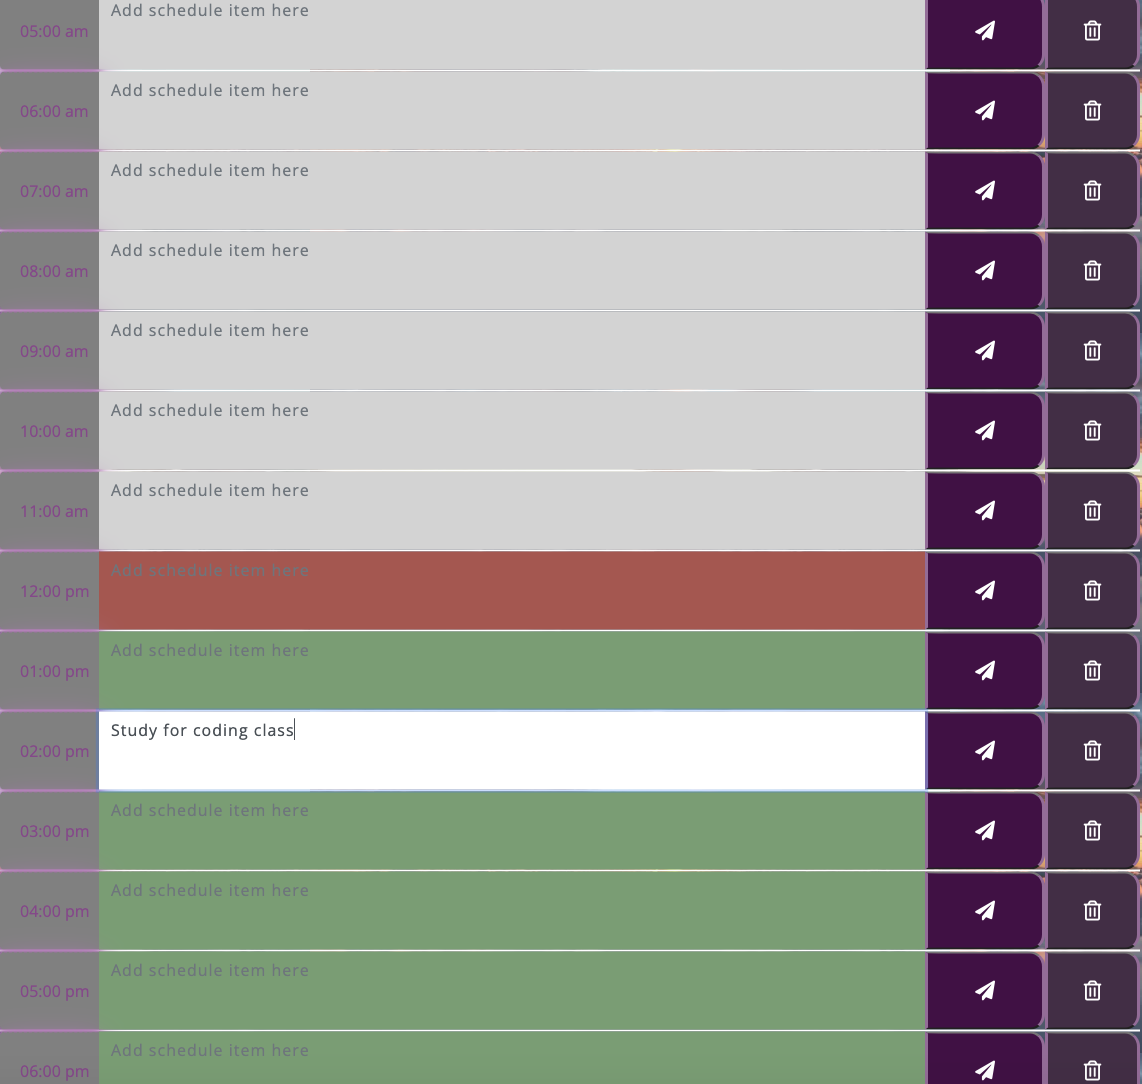 Add schedule item here
05:00 am
Add schedule item here
06:00 am
Add schedule item here
07:00 am
Add schedule item here
08:00 am
Add schedule item here
09:00 am
Add schedule item here
10:00 am
Add schedule item here
11:00 am
Add schedule item here
12:00 pm
Add schedule item here
01:00 pm
Study for coding class
02:00 pm
Add schedule item here
03:00 pm
Add schedule item here
04:00 pm
Add schedule item here
05:00 pm
Add schedule item here
06:00 pm